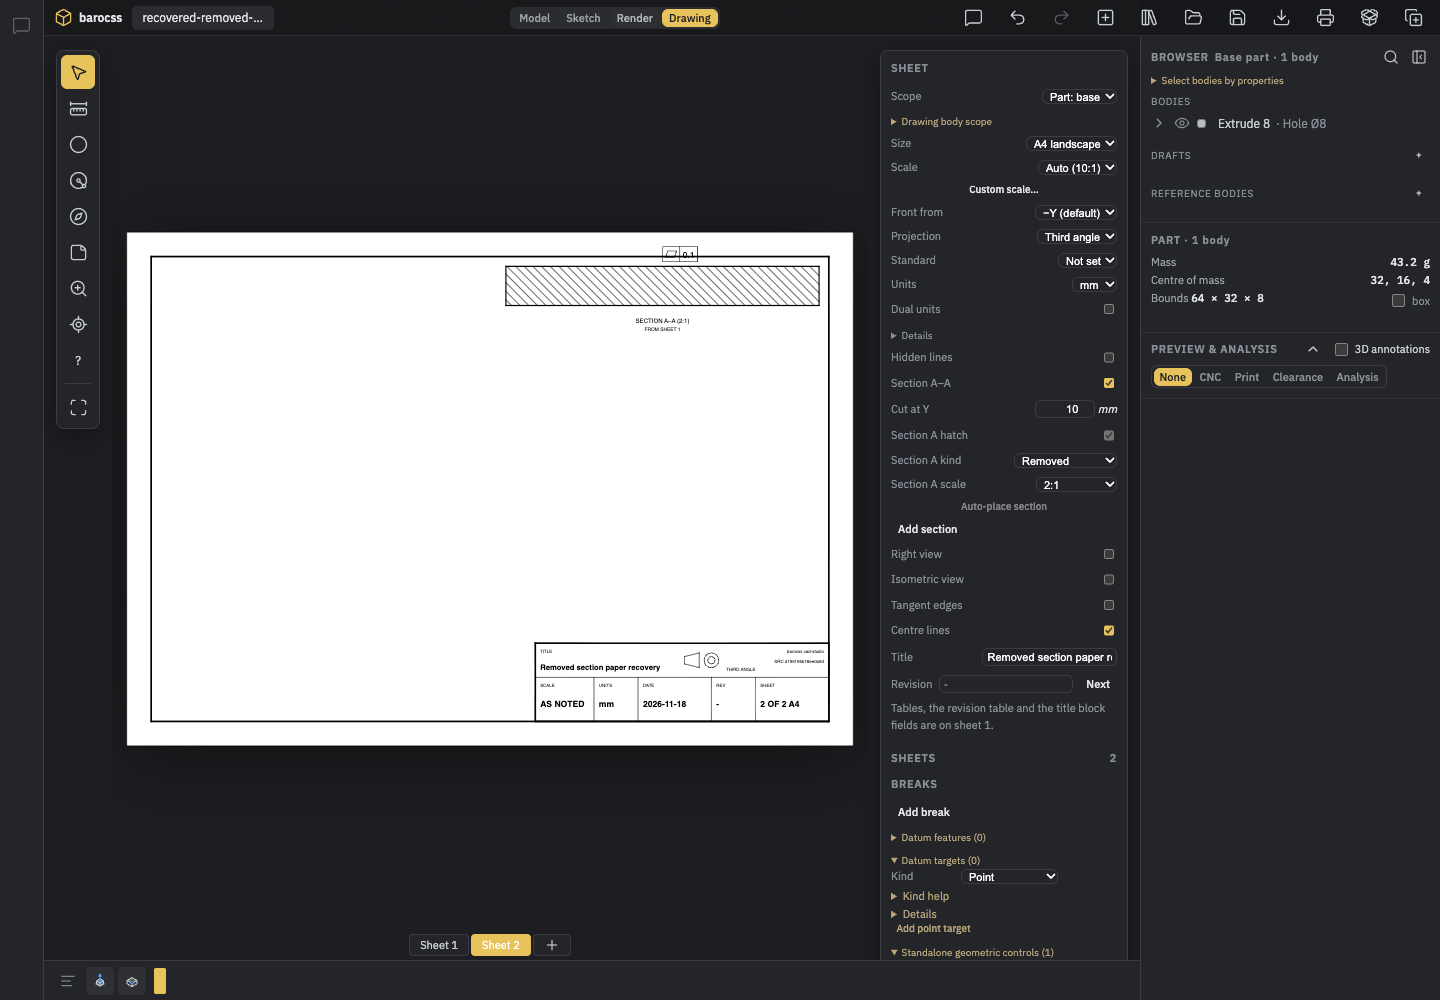 barocss
recovered-removed-...
Model
Sketch
Render
Drawing
SHEET
Scope
Part: base
Drawing body scope
Size
A4 landscape
Scale
Auto (10:1)
Custom scale...
Front from
−Y (default)
Projection
Third angle
Standard
Not set
Units
mm
Dual units
Details
Hidden lines
Section A–A
Cut at Y
10
mm
Section A hatch
Section A kind
Removed
Section A scale
2:1
Auto-place section
Add section
Right view
Isometric view
Tangent edges
Centre lines
Title
Removed section paper r
Revision
-
Next
Tables, the revision table and the title block
fields are on sheet 1.
SHEETS
2
BREAKS
Add break
Datum features (0)
Datum targets (0)
Kind
Point
Kind help
Details
Add point target
Standalone geometric controls (1)
BROWSER Base part · 1 body
Select bodies by properties
BODIES
Extrude 8 · Hole Ø8
DRAFTS
+
REFERENCE BODIES
+
PART · 1 body
Mass
43.2 g
Centre of mass
32, 16, 4
Bounds 64 × 32 × 8
box
PREVIEW & ANALYSIS
3D annotations
None
CNC
Print
Clearance
Analysis
?
0.1
SECTION A–A (2:1)
FROM SHEET 1
TITLE
Removed section paper recovery
barocss cad-studio
THIRD ANGLE
SCALE
AS NOTED
UNITS
mm
DATE
2026-11-18
REV
-
SHEET
2 OF 2 A4
Sheet 1
Sheet 2
+